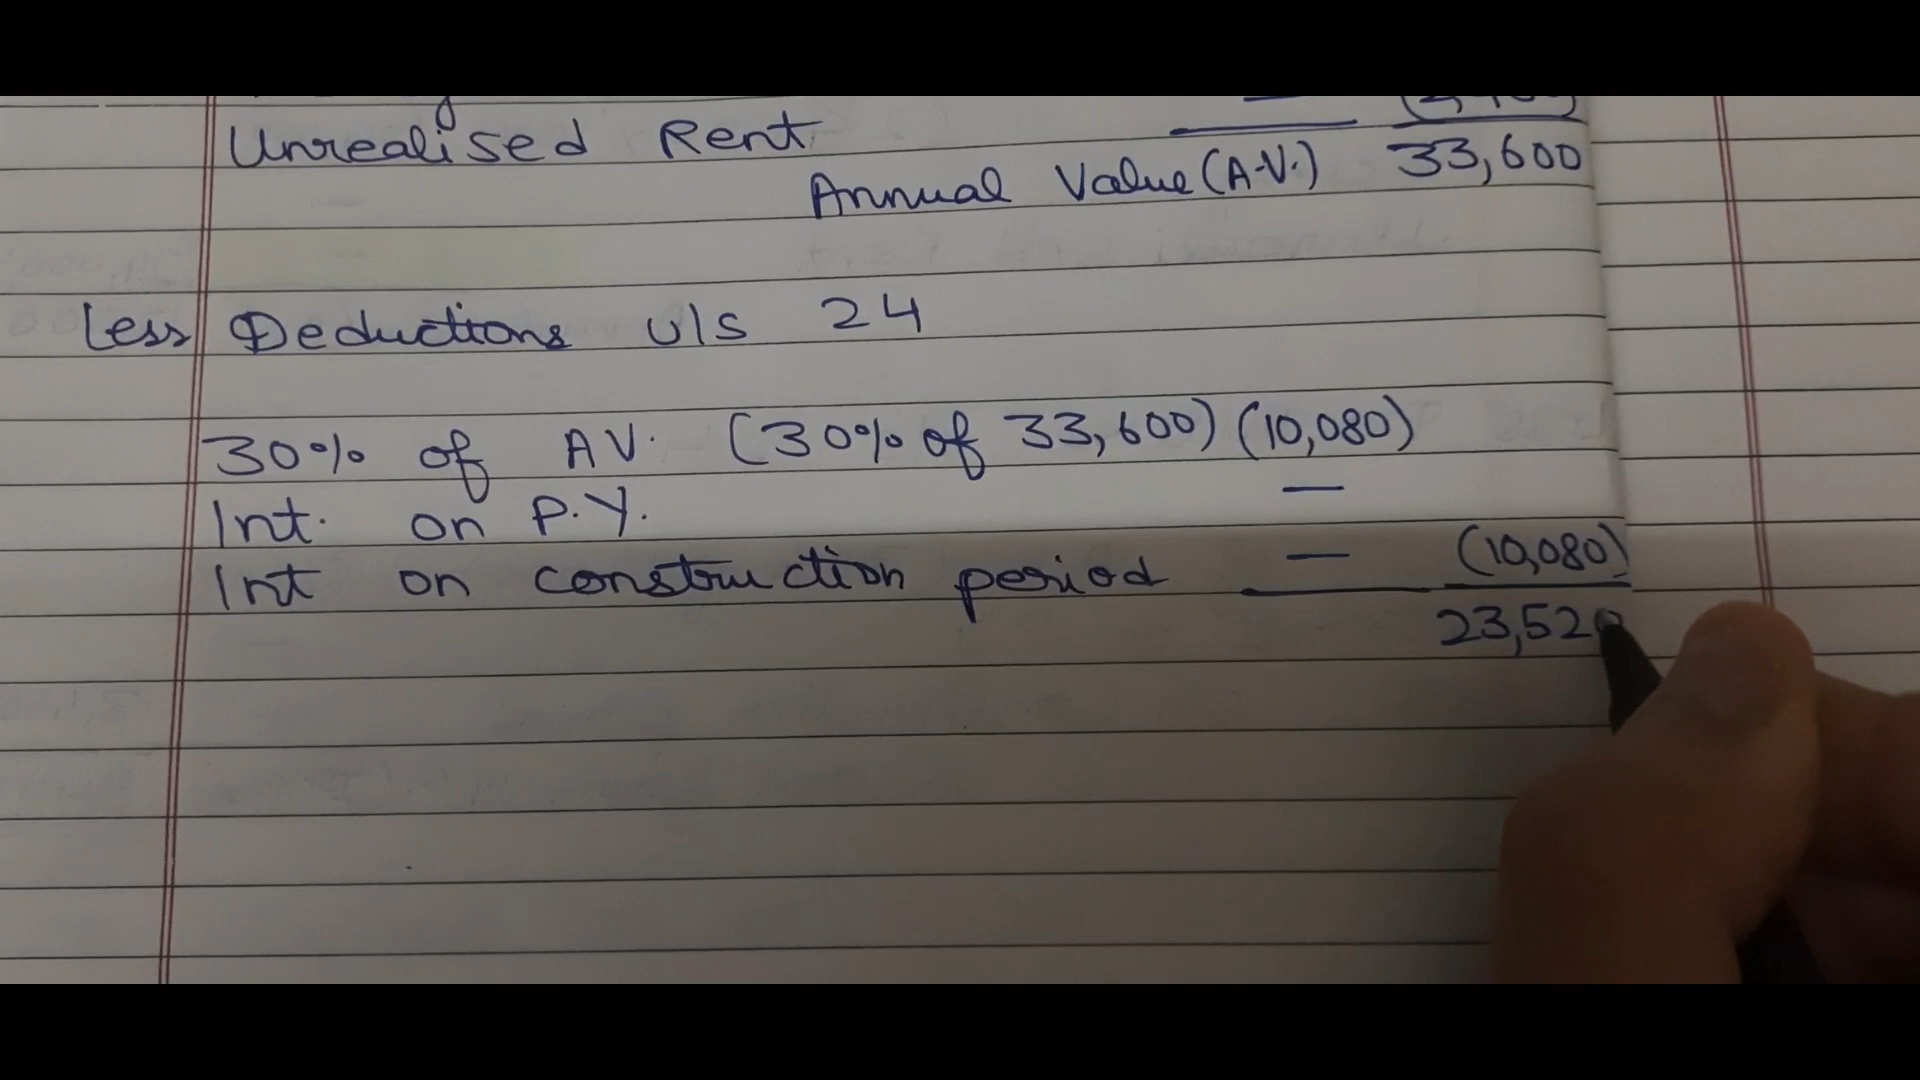 Unrealised Rent —
Annual Value (A.V.) 33,600
Less Deductions U/S 24
30% of AV. (30% of 33,600) (10,080)
Int. on P.Y. —
Int on construction period — (10,080)
23,520